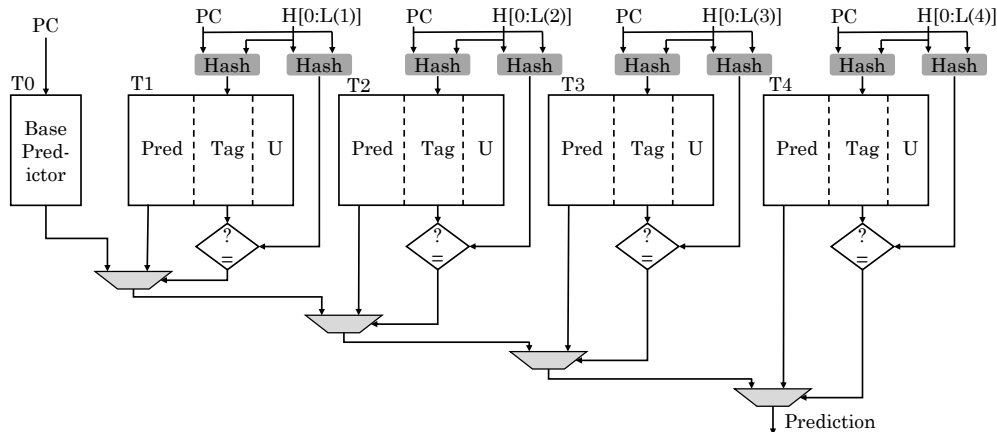 PC
H[0:L(1)]
PC
H[0:L(2)]
PC
H[0:L(3)]
PC
H[0:L(4)]
PC
Hash
Hash
Hash
Hash
Hash
Hash
Hash
Hash
T0
T1
T2
T3
T4
Base
Pred-
ictor
Pred
Tag
U
Pred
Tag
U
Pred
Tag
U
Pred
Tag
U
?
=
?
=
?
=
?
=
Prediction